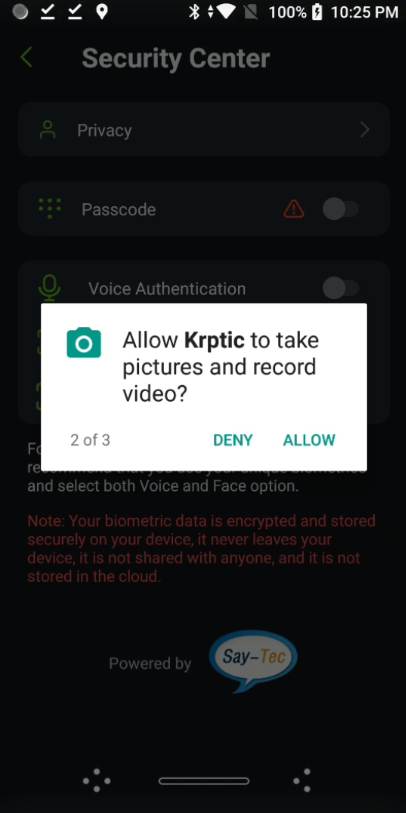 100% 10:25 PM
Security Center
Privacy
Passcode
Voice Authentication
Allow Krptic to take
pictures and record
video?
2 of 3 DENY ALLOW
and select both Voice and Face option.
Note: Your biometric data is encrypted and stored
securely on your device, it never leaves your
device, it is not shared with anyone, and it is not
stored in the cloud.
Powered by Say-Tec